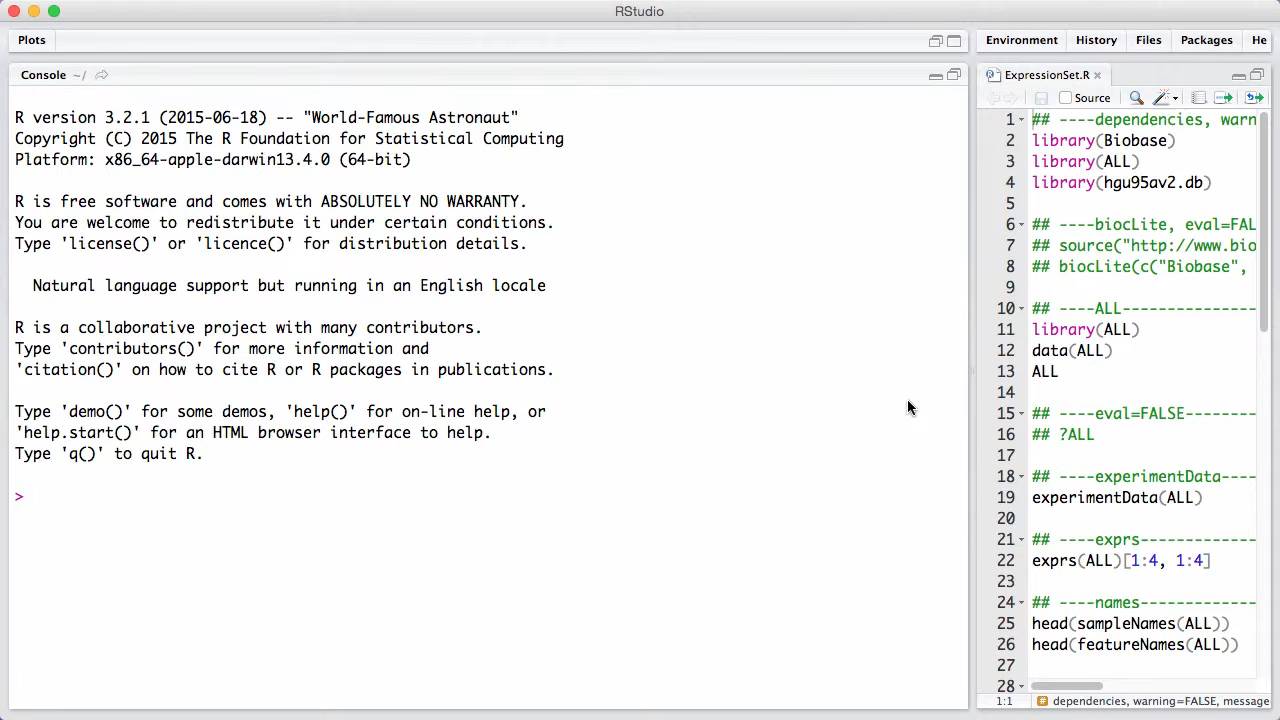 RStudio
Plots
Console ~/
R version 3.2.1 (2015-06-18) -- "World-Famous Astronaut"
Copyright (C) 2015 The R Foundation for Statistical Computing
Platform: x86_64-apple-darwin13.4.0 (64-bit)
R is free software and comes with ABSOLUTELY NO WARRANTY.
You are welcome to redistribute it under certain conditions.
Type 'license()' or 'licence()' for distribution details.
Natural language support but running in an English locale
R is a collaborative project with many contributors.
Type 'contributors()' for more information and
'citation()' on how to cite R or R packages in publications.
Type 'demo()' for some demos, 'help()' for on-line help, or
'help.start()' for an HTML browser interface to help.
Type 'q()' to quit R.
>
Environment History Files Packages He
ExpressionSet.R
Source
1 ## ----dependencies, warn
2 library(Biobase)
3 library(ALL)
4 library(hgu95av2.db)
5
6 ## ----biocLite, eval=FAL
7 ## source("http://www.bio
8 ## biocLite(c("Biobase",
9
10 ## ----ALL---------------
11 library(ALL)
12 data(ALL)
13 ALL
14
15 ## ----eval=FALSE--------
16 ## ?ALL
17
18 ## ----experimentData----
19 experimentData(ALL)
20
21 ## ----exprs-------------
22 exprs(ALL)[1:4, 1:4]
23
24 ## ----names-------------
25 head(sampleNames(ALL))
26 head(featureNames(ALL))
27
28
1:1 # dependencies, warning=FALSE, message